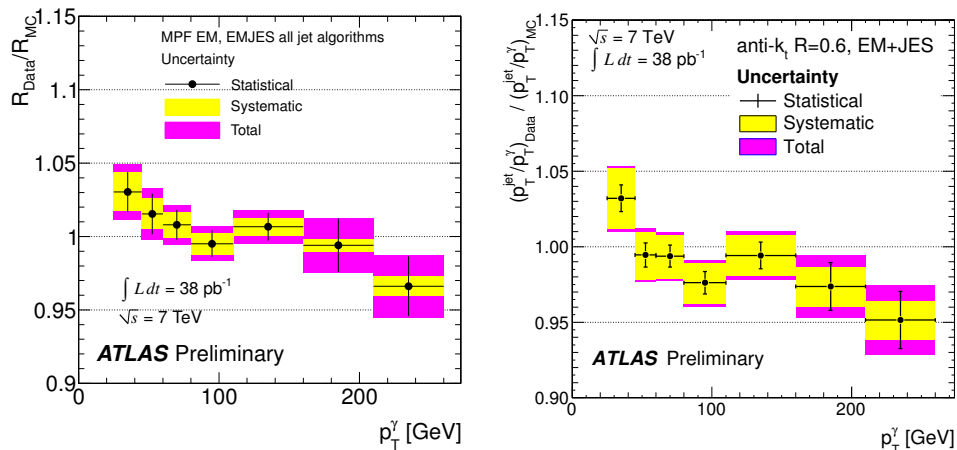 R_Data/R_MC
1.15
1.1
1.05
1
0.95
0.9
MPF EM, EMJES all jet algorithms
Uncertainty
Statistical
Systematic
Total
∫ L dt = 38 pb⁻¹
√s = 7 TeV
ATLAS Preliminary
0 100 200
p_T^γ [GeV]
(p_T^jet/p_T^γ)_Data / (p_T^jet/p_T^γ)_MC
1.15
1.10
1.05
1.00
0.95
0.90
√s = 7 TeV
∫ L dt = 38 pb⁻¹
anti-k_t R=0.6, EM+JES
Uncertainty
Statistical
Systematic
Total
ATLAS Preliminary
0 100 200
p_T^γ [GeV]